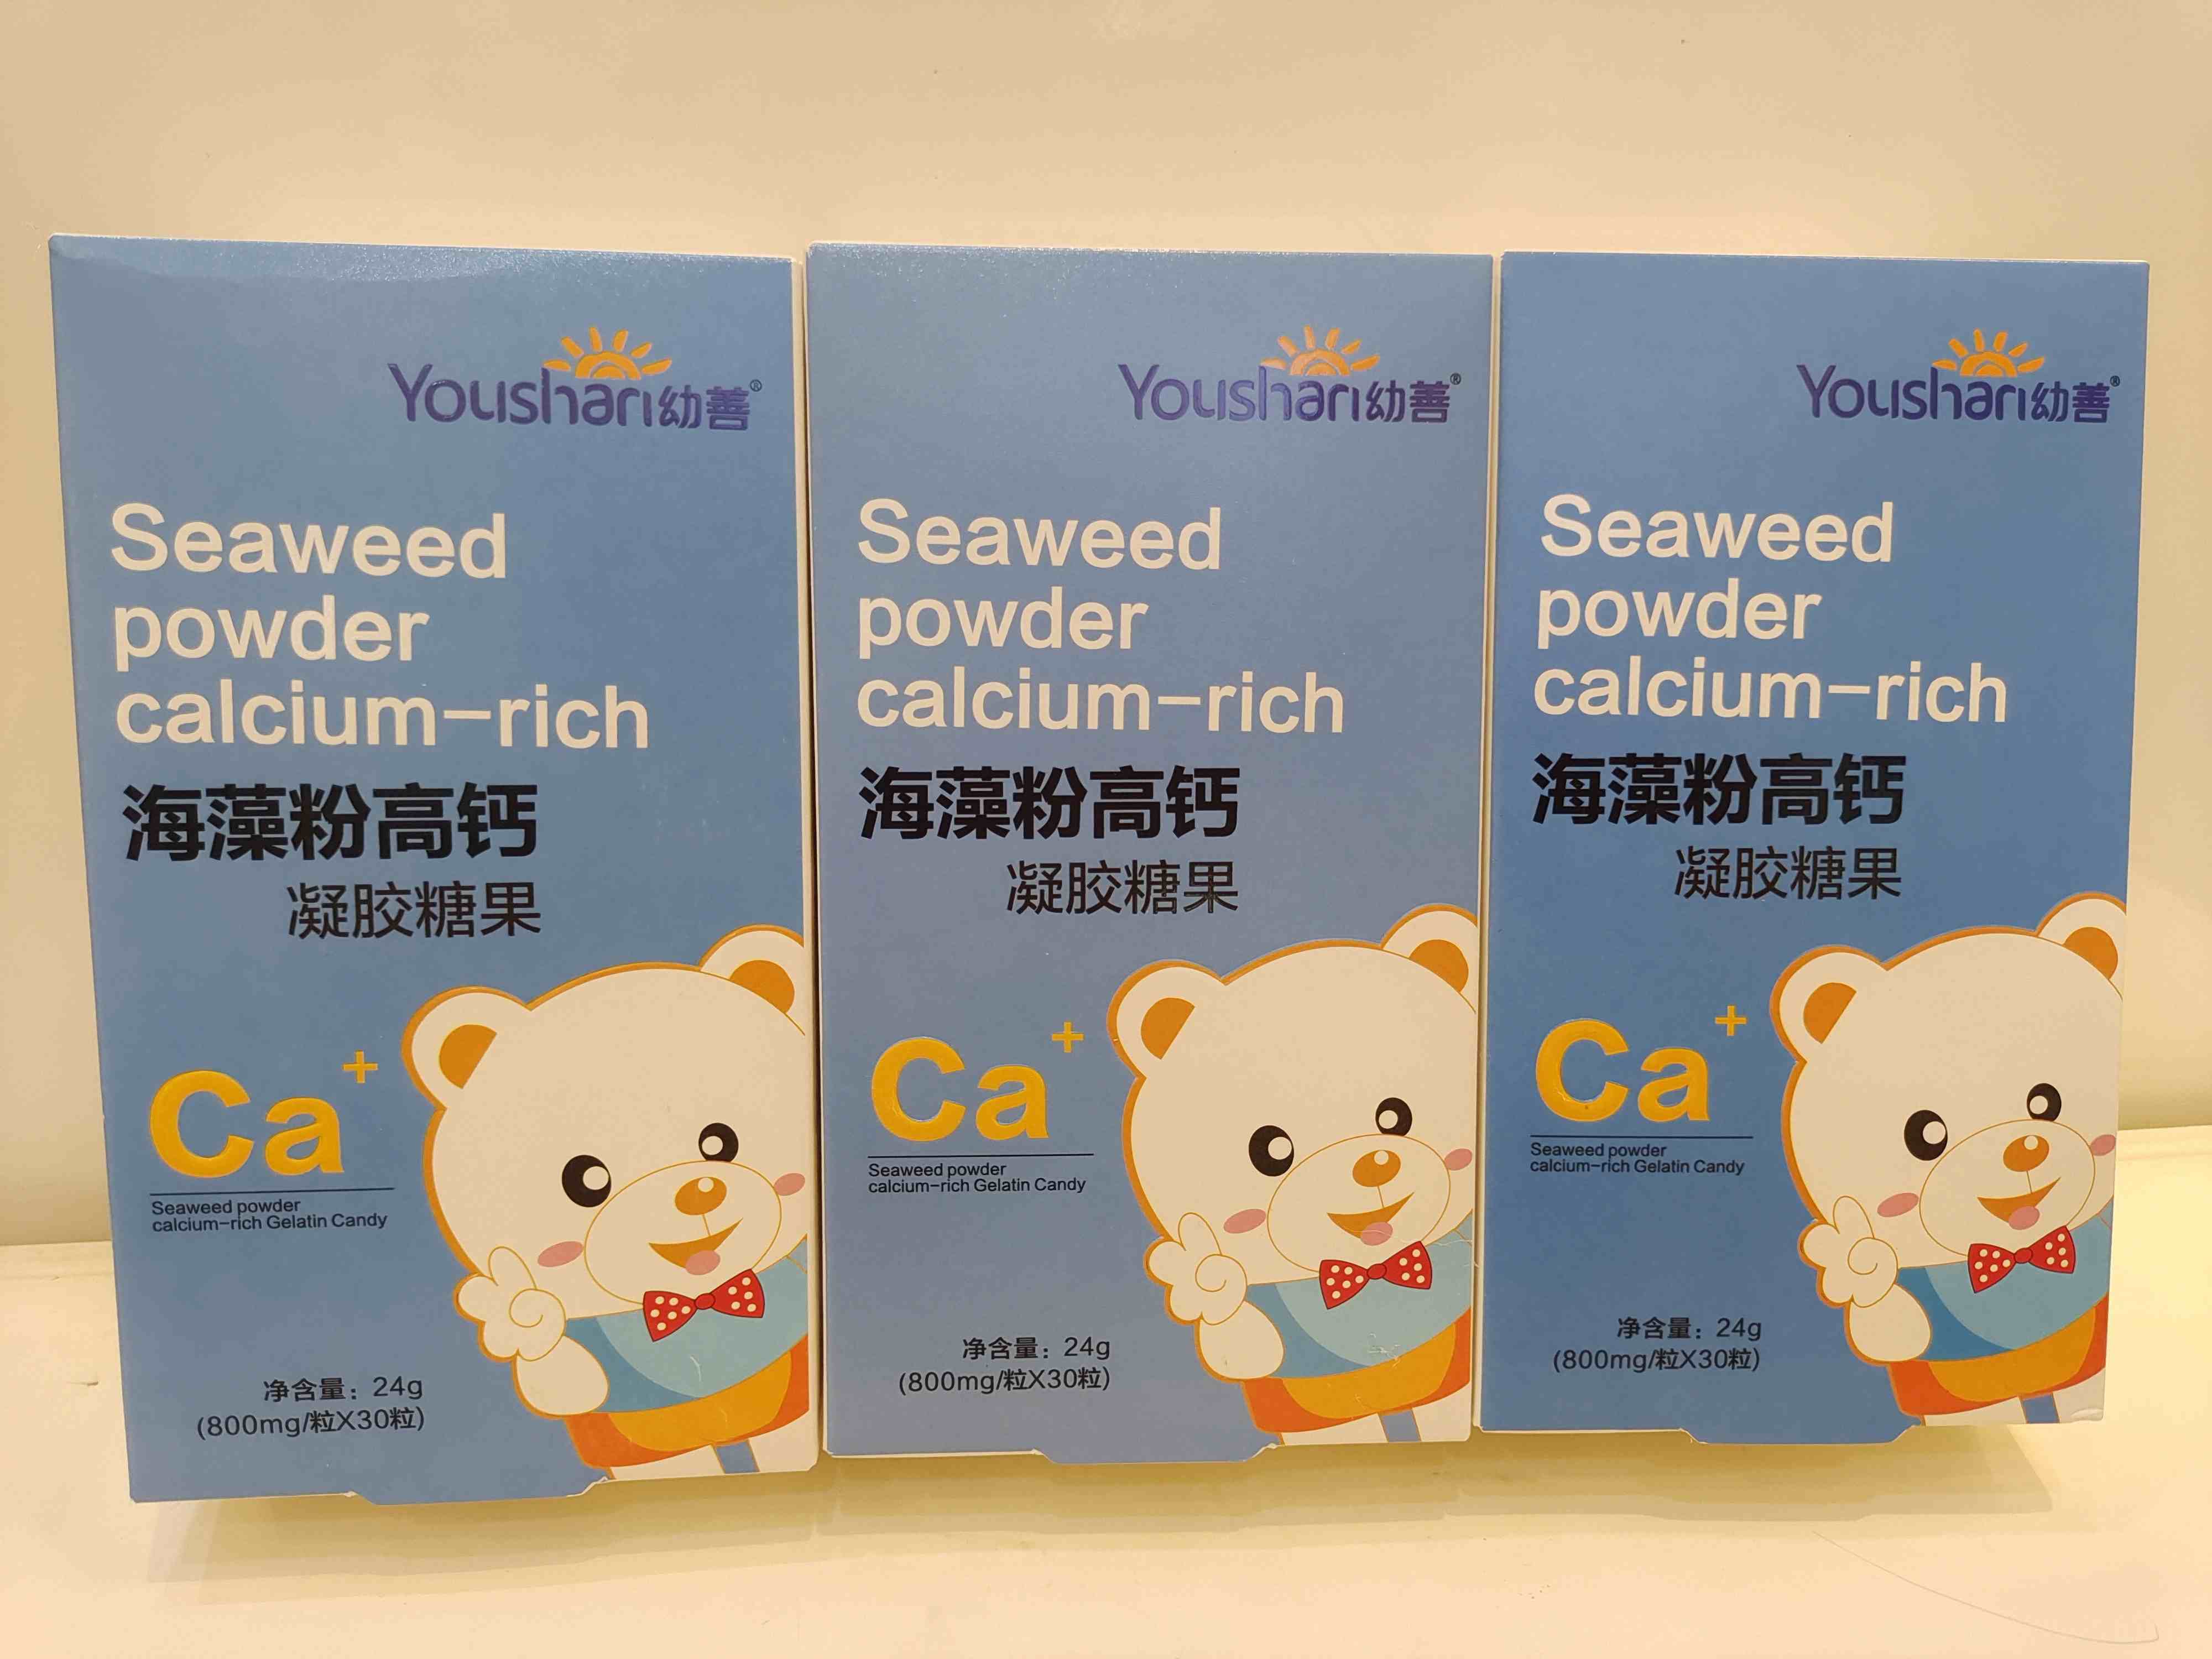 Youshan幼善®
Seaweed
powder
calcium-rich
海藻粉高钙
凝胶糖果
Ca+
Seaweed powder
calcium-rich Gelatin Candy
净含量：24g
(800mg/粒X30粒)
Youshan幼善®
Seaweed
powder
calcium-rich
海藻粉高钙
凝胶糖果
Ca+
Seaweed powder
calcium-rich Gelatin Candy
净含量：24g
(800mg/粒X30粒)
Youshan幼善®
Seaweed
powder
calcium-rich
海藻粉高钙
凝胶糖果
Ca+
Seaweed powder
calcium-rich Gelatin Candy
净含量：24g
(800mg/粒X30粒)